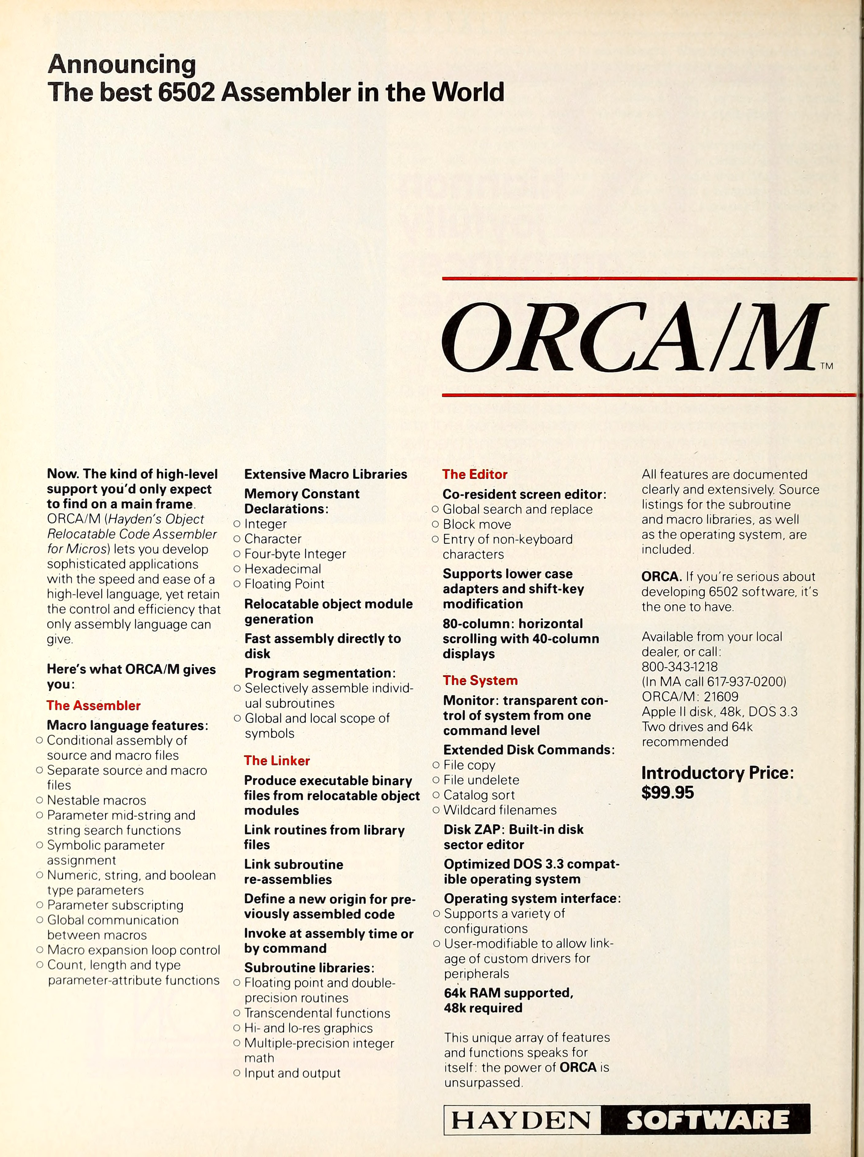 Announcing
The best 6502 Assembler in the World
ORCA/M™
Now. The kind of high-level
support you'd only expect
to find on a main frame.
ORCA/M (Hayden's Object
Relocatable Code Assembler
for Micros) lets you develop
sophisticated applications
with the speed and ease of a
high-level language, yet retain
the control and efficiency that
only assembly language can
give.
Here's what ORCA/M gives
you:
The Assembler
Macro language features:
○ Conditional assembly of
source and macro files
○ Separate source and macro
files
○ Nestable macros
○ Parameter mid-string and
string search functions
○ Symbolic parameter
assignment
○ Numeric, string, and boolean
type parameters
○ Parameter subscripting
○ Global communication
between macros
○ Macro expansion loop control
○ Count, length and type
parameter-attribute functions
Extensive Macro Libraries
Memory Constant
Declarations:
○ Integer
○ Character
○ Four-byte Integer
○ Hexadecimal
○ Floating Point
Relocatable object module
generation
Fast assembly directly to
disk
Program segmentation:
○ Selectively assemble individ-
ual subroutines
○ Global and local scope of
symbols
The Linker
Produce executable binary
files from relocatable object
modules
Link routines from library
files
Link subroutine
re-assemblies
Define a new origin for pre-
viously assembled code
Invoke at assembly time or
by command
Subroutine libraries:
○ Floating point and double-
precision routines
○ Transcendental functions
○ Hi- and lo-res graphics
○ Multiple-precision integer
math
○ Input and output
The Editor
Co-resident screen editor:
○ Global search and replace
○ Block move
○ Entry of non-keyboard
characters
Supports lower case
adapters and shift-key
modification
80-column: horizontal
scrolling with 40-column
displays
The System
Monitor: transparent con-
trol of system from one
command level
Extended Disk Commands:
○ File copy
○ File undelete
○ Catalog sort
○ Wildcard filenames
Disk ZAP: Built-in disk
sector editor
Optimized DOS 3.3 compat-
ible operating system
Operating system interface:
○ Supports a variety of
configurations
○ User-modifiable to allow link-
age of custom drivers for
peripherals
64k RAM supported,
48k required
This unique array of features
and functions speaks for
itself: the power of ORCA is
unsurpassed.
All features are documented
clearly and extensively. Source
listings for the subroutine
and macro libraries, as well
as the operating system, are
included.
ORCA. If you're serious about
developing 6502 software, it's
the one to have.
Available from your local
dealer, or call:
800-343-1218
(In MA call 617-937-0200)
ORCA/M: 21609
Apple II disk, 48k, DOS 3.3
Two drives and 64k
recommended
Introductory Price:
$99.95
HAYDEN SOFTWARE